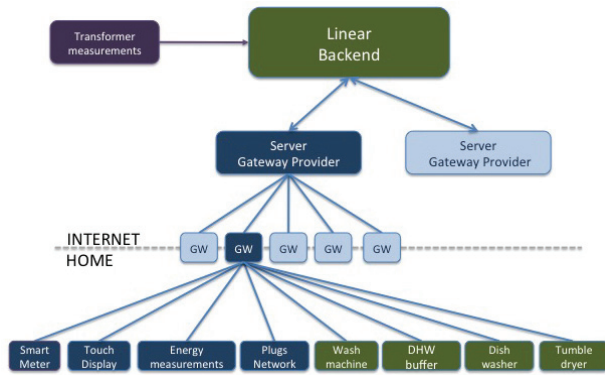 Transformer
measurements
Linear
Backend
Server
Gateway Provider
Server
Gateway Provider
INTERNET
HOME
GW
GW
GW
GW
GW
Smart
Meter
Touch
Display
Energy
measurements
Plugs
Network
Wash
machine
DHW
buffer
Dish
washer
Tumble
dryer